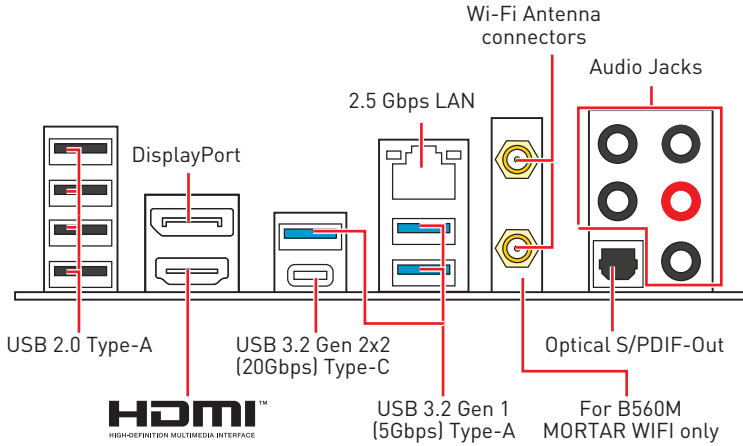 Wi-Fi Antenna
connectors
Audio Jacks
2.5 Gbps LAN
DisplayPort
USB 2.0 Type-A
USB 3.2 Gen 2x2
(20Gbps) Type-C
Optical S/PDIF-Out
HDMI™
HIGH-DEFINITION MULTIMEDIA INTERFACE
USB 3.2 Gen 1
(5Gbps) Type-A
For B560M
MORTAR WIFI only